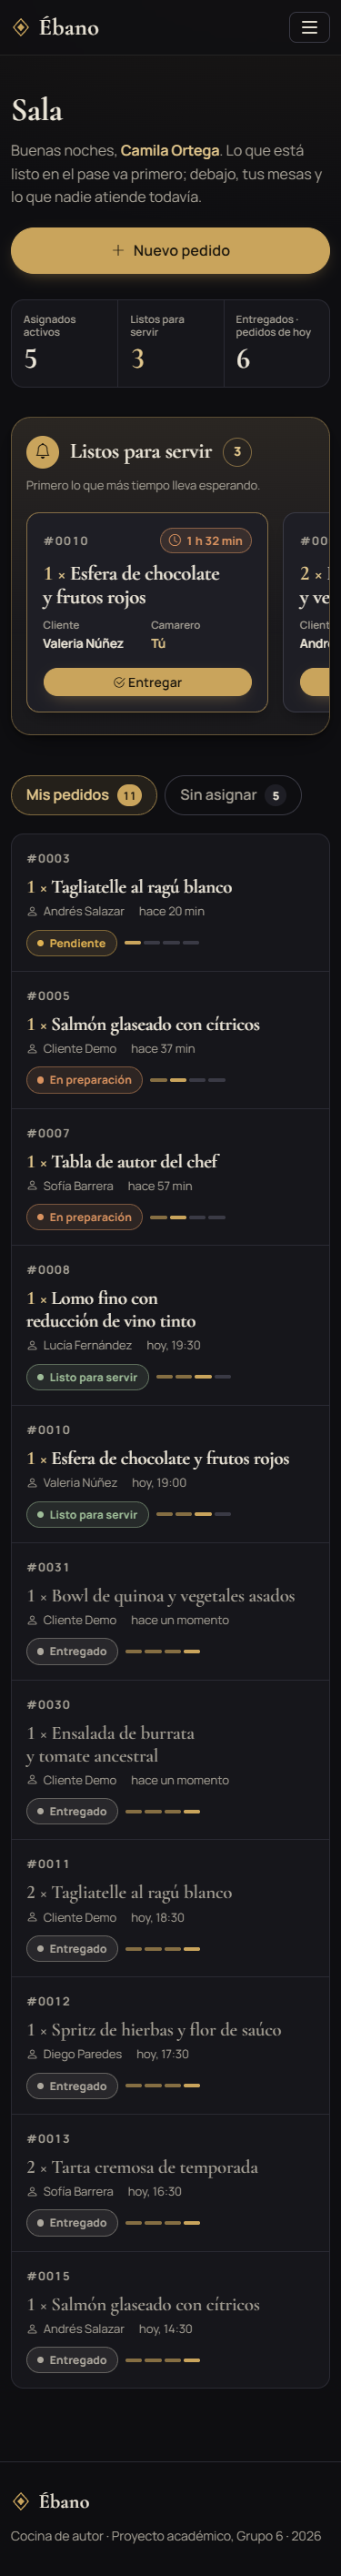 Ébano
Sala
Buenas noches, Camila Ortega. Lo que está
listo en el pase va primero; debajo, tus mesas y
lo que nadie atiende todavía.
+ Nuevo pedido
Asignados
activos
5
Listos para
servir
3
Entregados ·
pedidos de hoy
6
Listos para servir 3
Primero lo que más tiempo lleva esperando.
#0010 1 h 32 min
1 × Esfera de chocolate
y frutos rojos
Cliente Camarero
Valeria Núñez Tú
Entregar
#00
2 ×
y ve
Client
Andre
Mis pedidos 11
Sin asignar 5
#0003
1 × Tagliatelle al ragú blanco
Andrés Salazar hace 20 min
Pendiente
#0005
1 × Salmón glaseado con cítricos
Cliente Demo hace 37 min
En preparación
#0007
1 × Tabla de autor del chef
Sofía Barrera hace 57 min
En preparación
#0008
1 × Lomo fino con
reducción de vino tinto
Lucía Fernández hoy, 19:30
Listo para servir
#0010
1 × Esfera de chocolate y frutos rojos
Valeria Núñez hoy, 19:00
Listo para servir
#0031
1 × Bowl de quinoa y vegetales asados
Cliente Demo hace un momento
Entregado
#0030
1 × Ensalada de burrata
y tomate ancestral
Cliente Demo hace un momento
Entregado
#0011
2 × Tagliatelle al ragú blanco
Cliente Demo hoy, 18:30
Entregado
#0012
1 × Spritz de hierbas y flor de saúco
Diego Paredes hoy, 17:30
Entregado
#0013
2 × Tarta cremosa de temporada
Sofía Barrera hoy, 16:30
Entregado
#0015
1 × Salmón glaseado con cítricos
Andrés Salazar hoy, 14:30
Entregado
Ébano
Cocina de autor · Proyecto académico, Grupo 6 · 2026